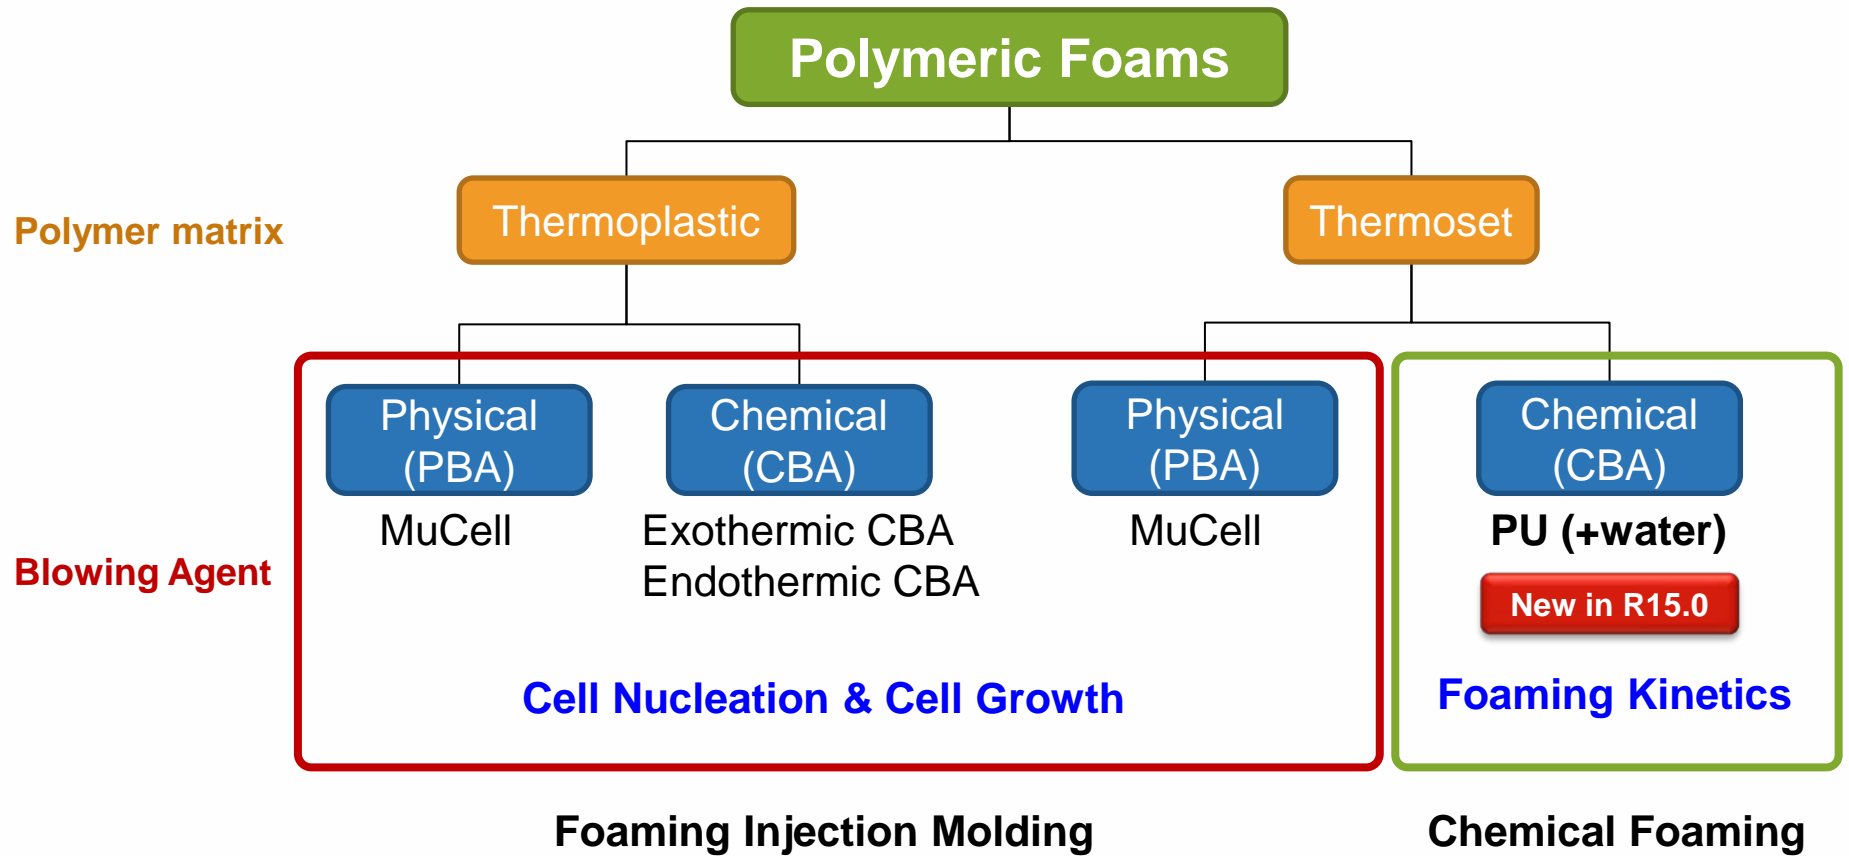 Polymeric Foams
Polymer matrix
Thermoplastic
Thermoset
Blowing Agent
Physical
(PBA)
MuCell
Chemical
(CBA)
Exothermic CBA
Endothermic CBA
Physical
(PBA)
MuCell
Cell Nucleation & Cell Growth
Chemical
(CBA)
PU (+water)
New in R15.0
Foaming Kinetics
Foaming Injection Molding
Chemical Foaming